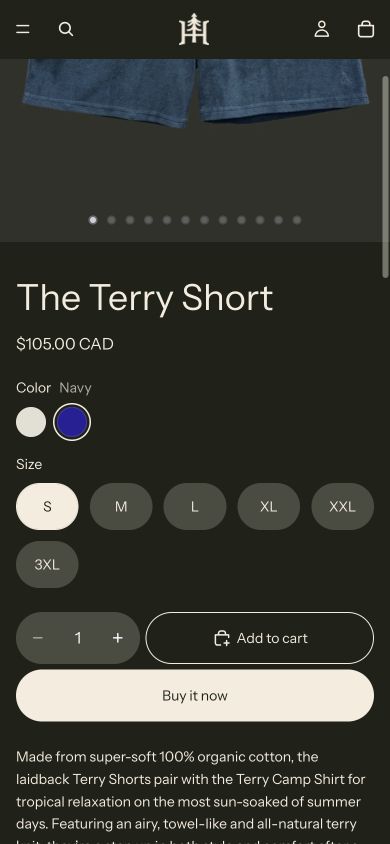 The Terry Short
$105.00 CAD
Color Navy
Size
S M L XL XXL
3XL
− 1 + Add to cart
Buy it now
Made from super-soft 100% organic cotton, the
laidback Terry Shorts pair with the Terry Camp Shirt for
tropical relaxation on the most sun-soaked of summer
days. Featuring an airy, towel-like and all-natural terry